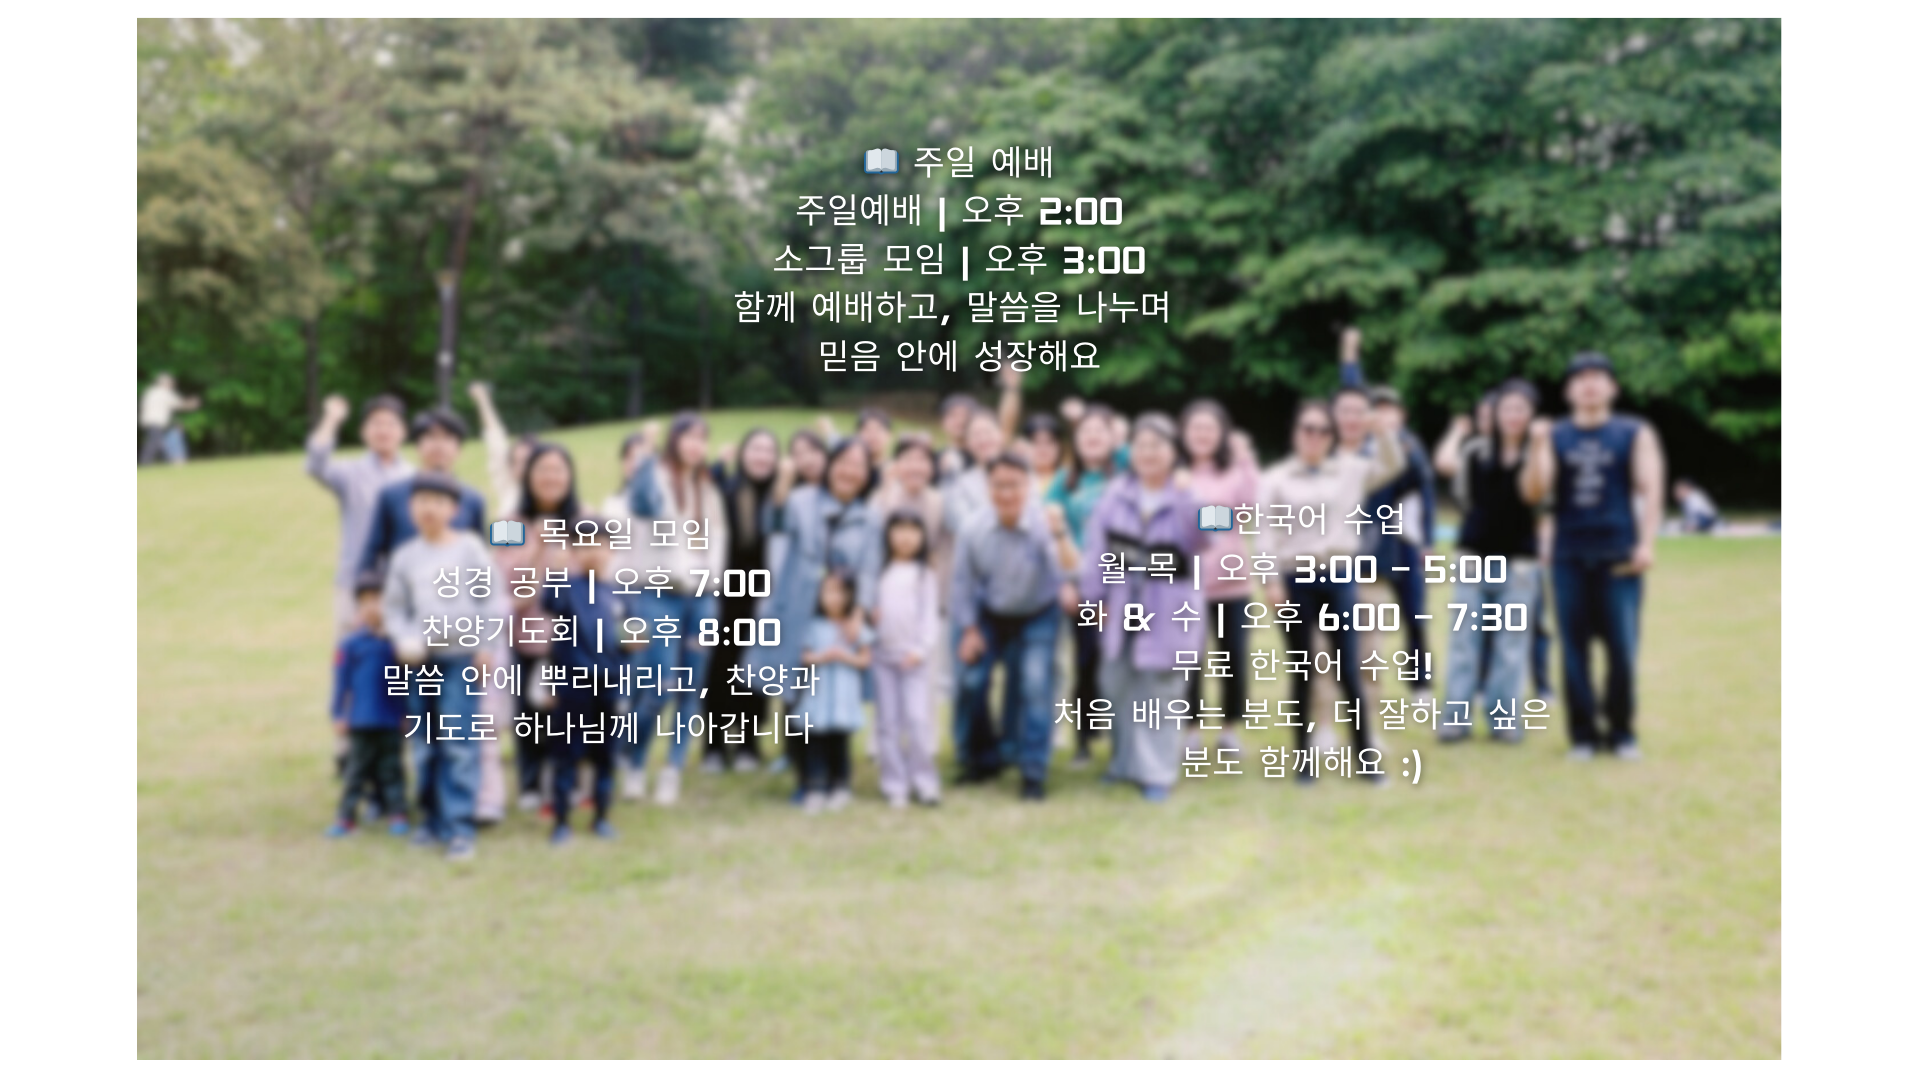 📖 주일 예배
주일예배 | 오후 2:00
소그룹 모임 | 오후 3:00
함께 예배하고, 말씀을 나누며
믿음 안에 성장해요
📖 목요일 모임
성경 공부 | 오후 7:00
찬양기도회 | 오후 8:00
말씀 안에 뿌리내리고, 찬양과
기도로 하나님께 나아갑니다
📖한국어 수업
월-목 | 오후 3:00 - 5:00
화 & 수 | 오후 6:00 - 7:30
무료 한국어 수업!
처음 배우는 분도, 더 잘하고 싶은
분도 함께해요 :)